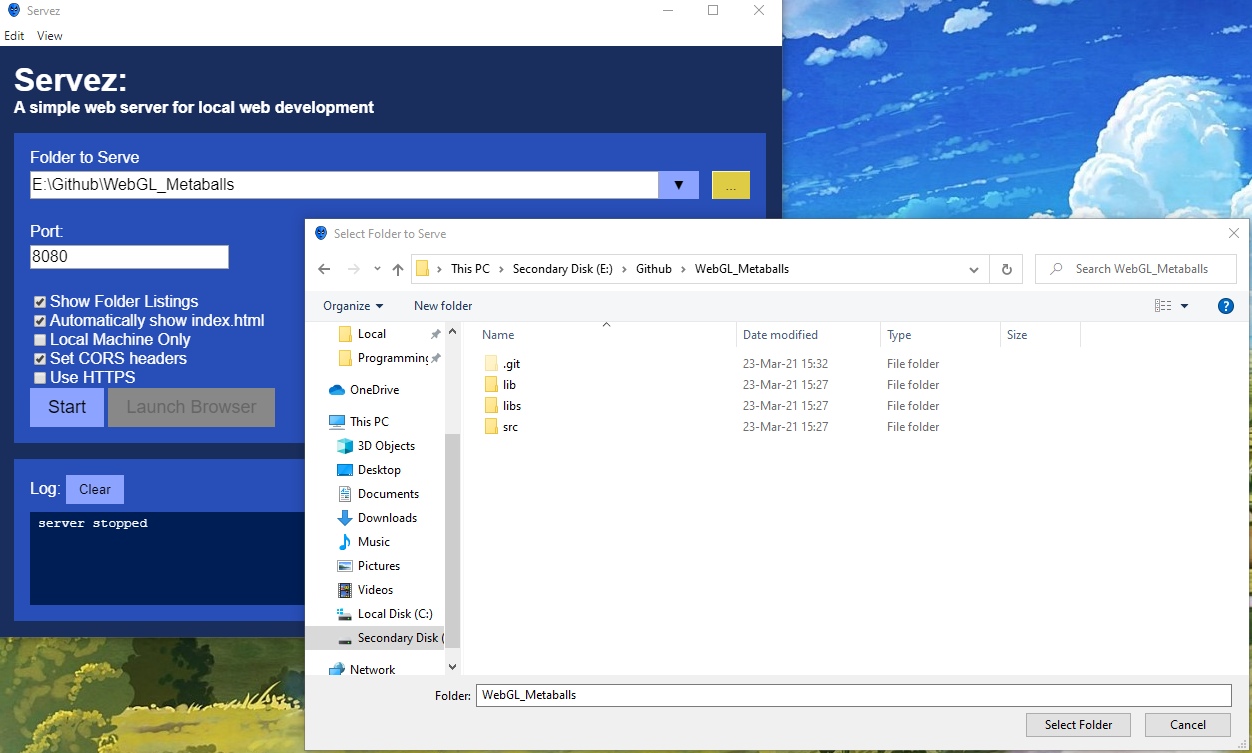 Servez
Edit View
Servez:
A simple web server for local web development
Folder to Serve
E:\Github\WebGL_Metaballs
...
Port:
8080
Show Folder Listings
Automatically show index.html
Local Machine Only
Set CORS headers
Use HTTPS
Start Launch Browser
Log: Clear
server stopped
Select Folder to Serve
This PC › Secondary Disk (E:) › Github › WebGL_Metaballs
Search WebGL_Metaballs
Organize New folder
?
Local
Programming
OneDrive
This PC
3D Objects
Desktop
Documents
Downloads
Music
Pictures
Videos
Local Disk (C:)
Secondary Disk (
Network
Name Date modified Type Size
.git 23-Mar-21 15:32 File folder
lib 23-Mar-21 15:27 File folder
libs 23-Mar-21 15:27 File folder
src 23-Mar-21 15:27 File folder
Folder: WebGL_Metaballs
Select Folder Cancel